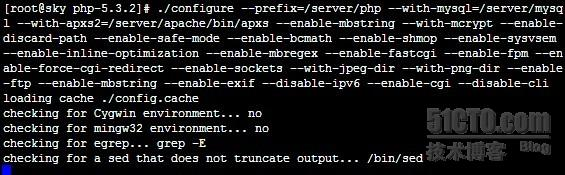 [root@sky php-5.3.2]# ./configure --prefix=/server/php --with-mysql=/server/mysq
l --with-apxs2=/server/apache/bin/apxs --enable-mbstring --with-mcrypt --enable-
discard-path --enable-safe-mode --enable-bcmath --enable-shmop --enable-sysvsem
--enable-inline-optimization --enable-mbregex --enable-fastcgi --enable-fpm --en
able-force-cgi-redirect --enable-sockets --with-jpeg-dir --with-png-dir --enable
-ftp --enable-mbstring --enable-exif --disable-ipv6 --enable-cgi --disable-cli
loading cache ./config.cache
checking for Cygwin environment... no
checking for mingw32 environment... no
checking for egrep... grep -E
checking for a sed that does not truncate output... /bin/sed
51CTO.com
技术博客 Blog